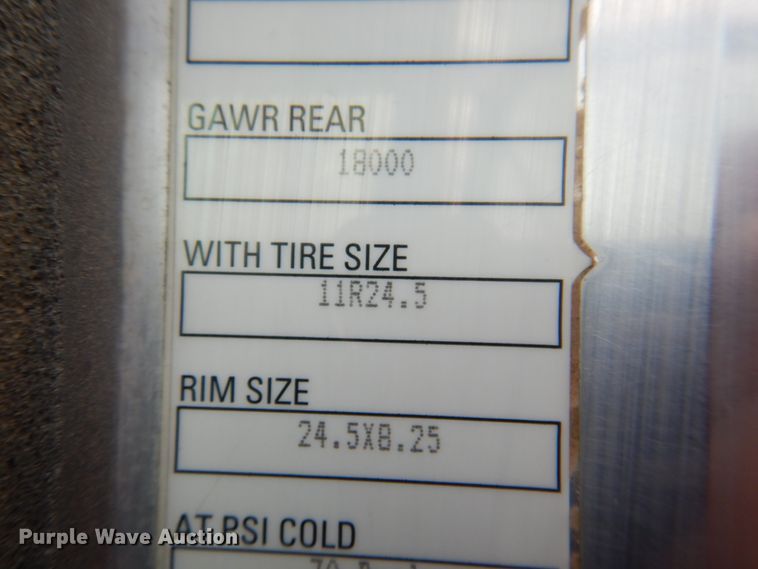 GAWR REAR
18000
WITH TIRE SIZE
11R24.5
RIM SIZE
24.5X8.25
AT PSI COLD
Purple Wave Auction